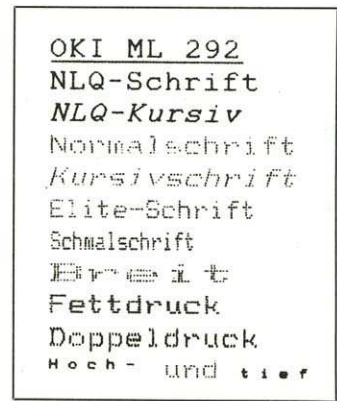 OKI ML 292
NLQ-Schrift
NLQ-Kursiv
Normalschrift
Kursivschrift
Elite-Schrift
Schmalschrift
Breit
Fettdruck
Doppeldruck
Hoch- und tief